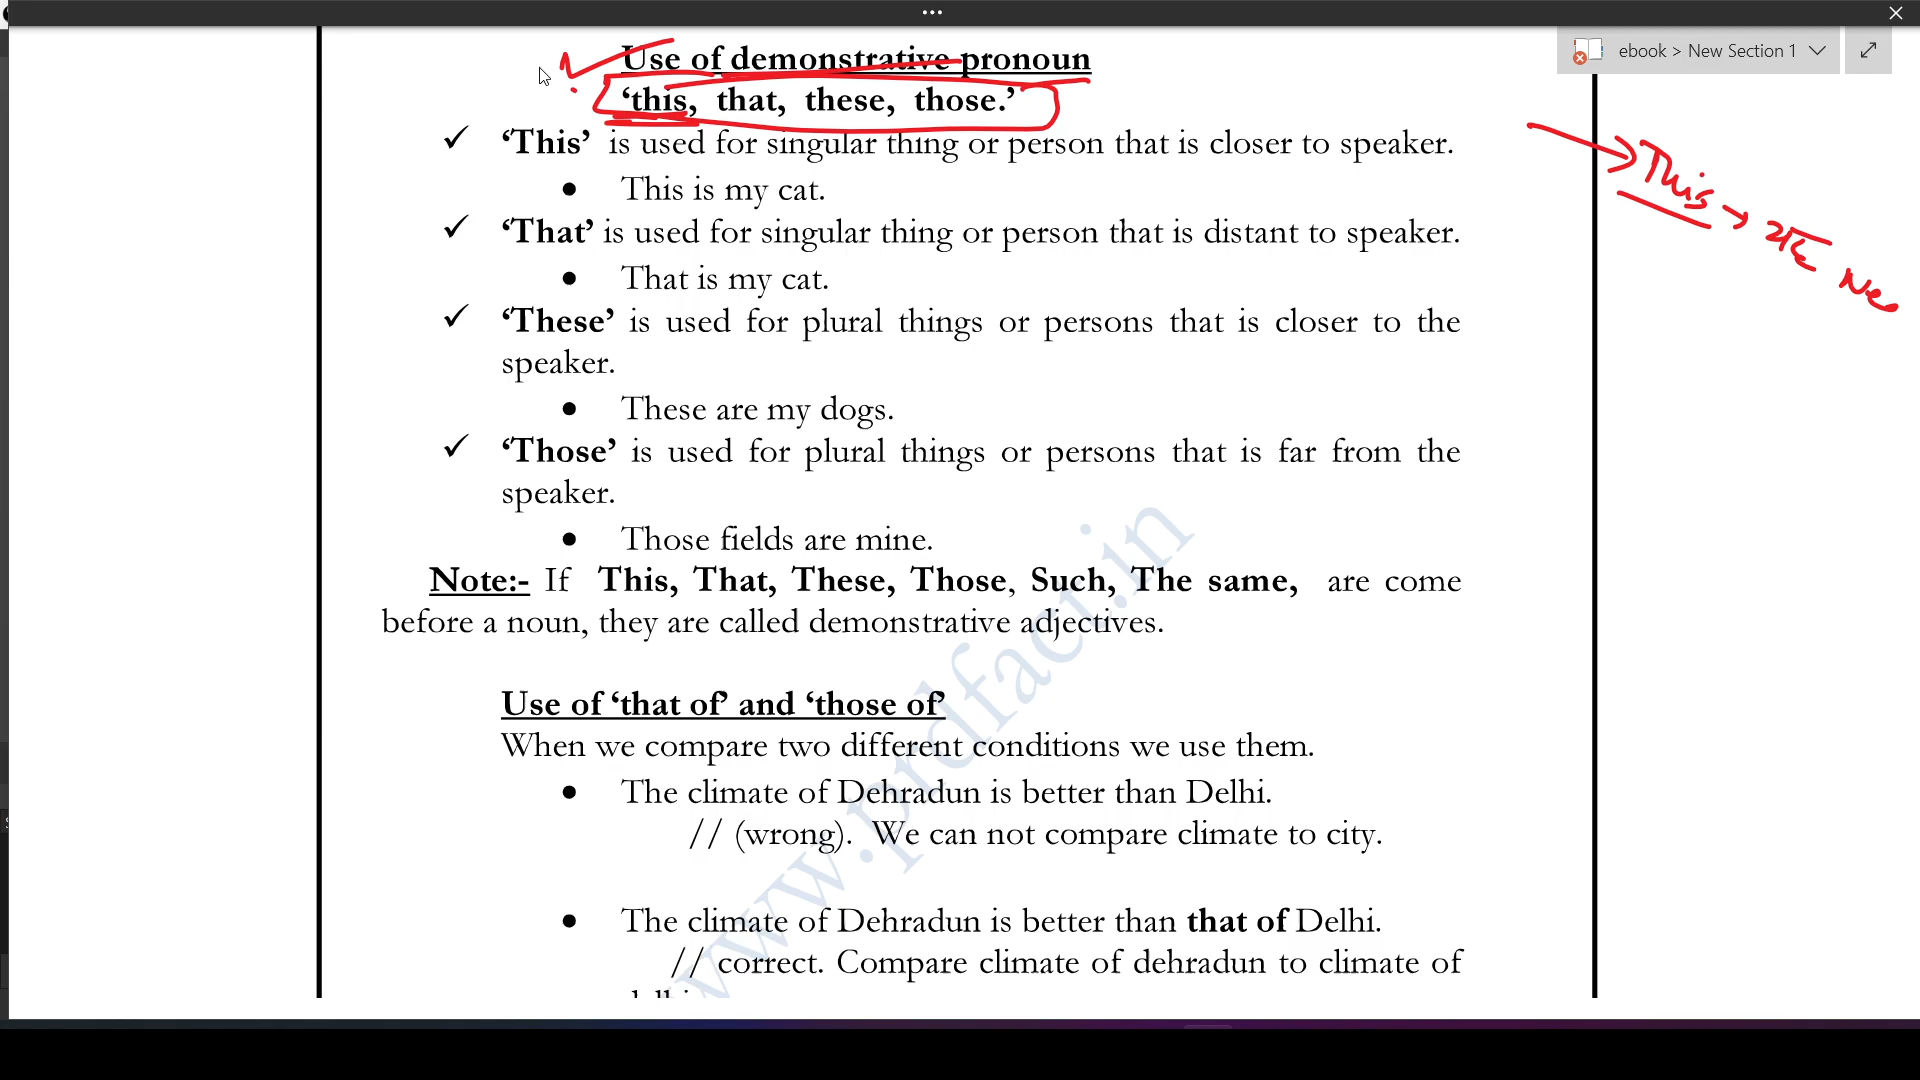 ebook > New Section 1
Use of demonstrative pronoun
‘this, that, these, those.’
✓ ‘This’ is used for singular thing or person that is closer to speaker.
• This is my cat.
✓ ‘That’ is used for singular thing or person that is distant to speaker.
• That is my cat.
✓ ‘These’ is used for plural things or persons that is closer to the
speaker.
• These are my dogs.
✓ ‘Those’ is used for plural things or persons that is far from the
speaker.
• Those fields are mine.
Note:- If This, That, These, Those, Such, The same, are come
before a noun, they are called demonstrative adjectives.
Use of ‘that of’ and ‘those of’
When we compare two different conditions we use them.
• The climate of Dehradun is better than Delhi.
// (wrong). We can not compare climate to city.
• The climate of Dehradun is better than that of Delhi.
// correct. Compare climate of dehradun to climate of
This → यह Ne
www.prdfaci.in